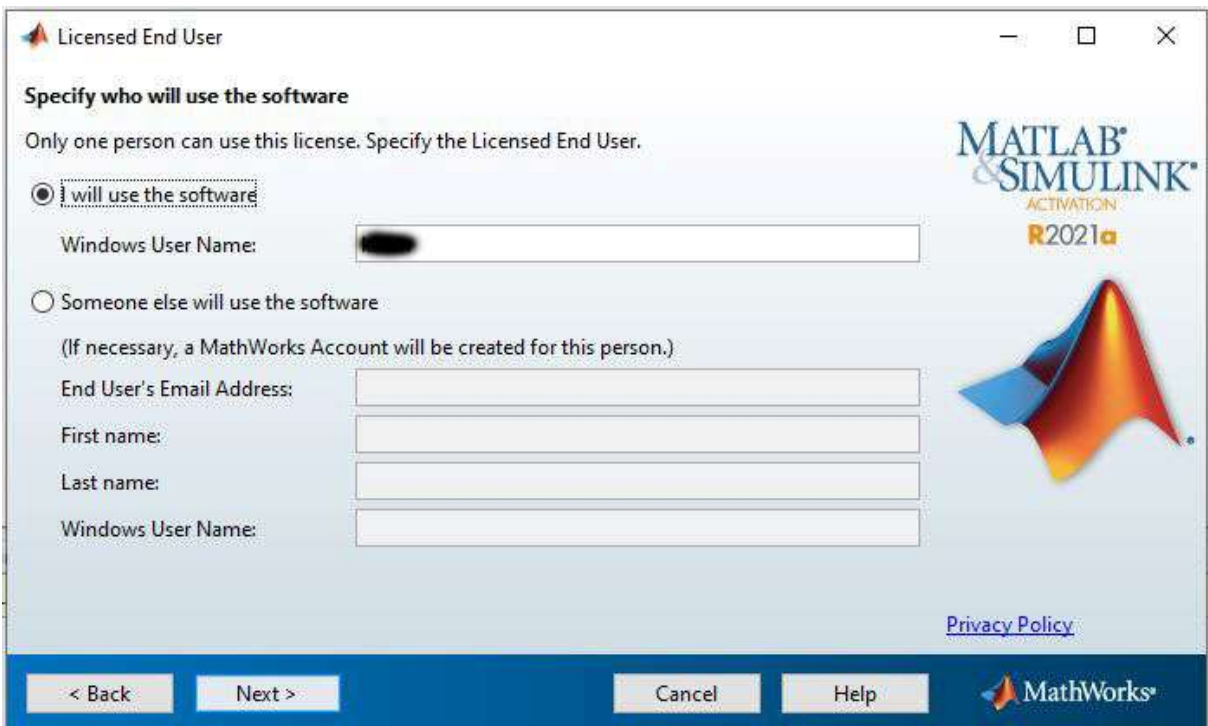 Licensed End User
Specify who will use the software
Only one person can use this license. Specify the Licensed End User.
I will use the software
Windows User Name:
Someone else will use the software
(If necessary, a MathWorks Account will be created for this person.)
End User's Email Address:
First name:
Last name:
Windows User Name:
MATLAB®
&SIMULINK®
ACTIVATION
R2021a
Privacy Policy
< Back
Next >
Cancel
Help
MathWorks®